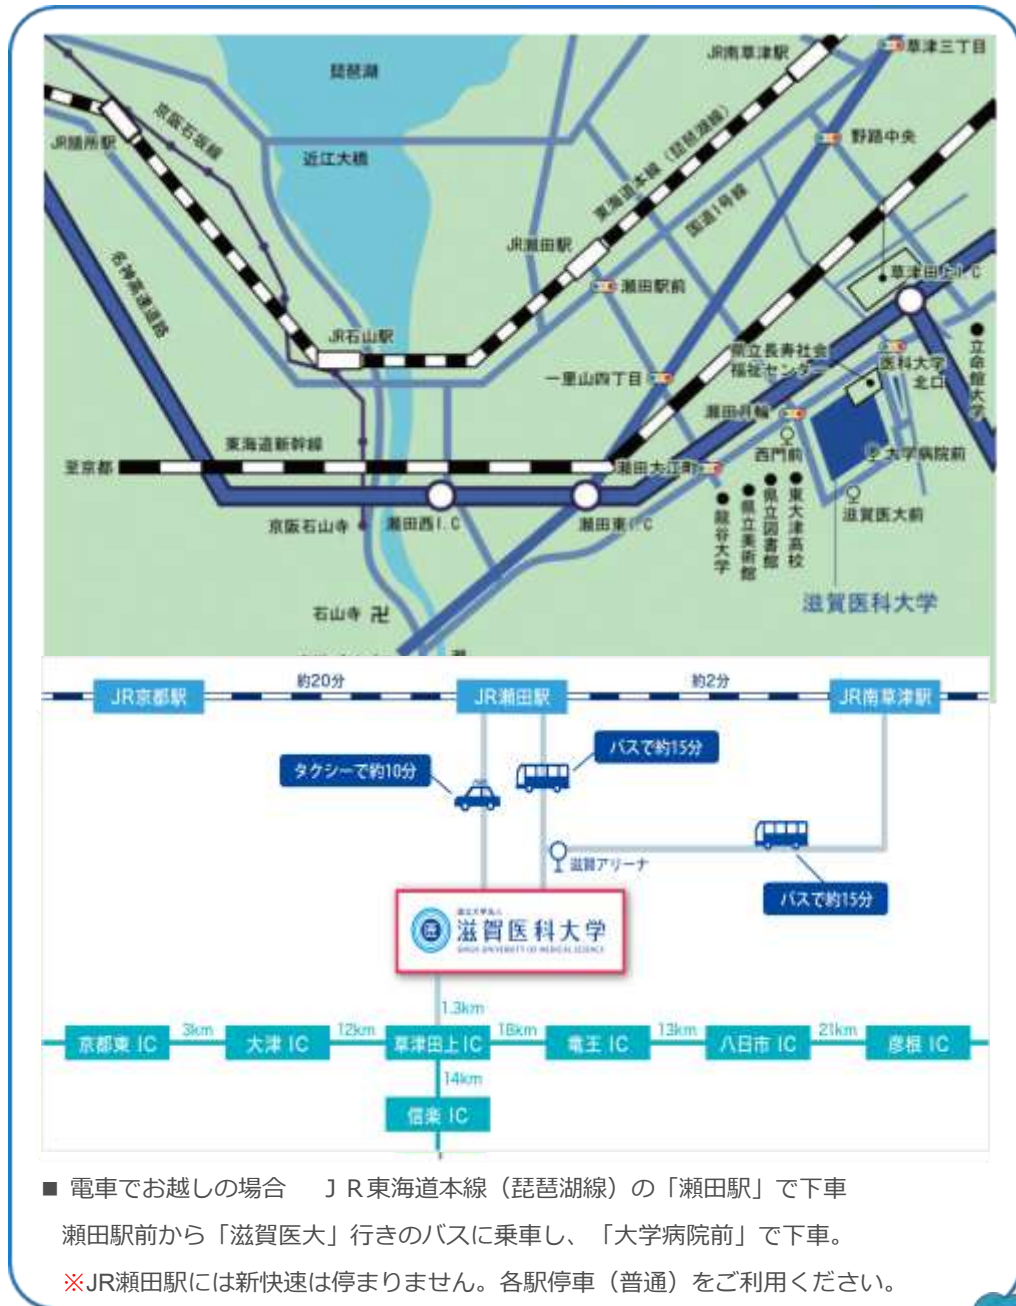 琵琶湖
JR南草津駅
草津三丁目
京阪石坂線
JR膳所駅
近江大橋
東海道本線（琵琶湖線）
野路中央
国道1号線
JR瀬田駅
瀬田駅前
草津田上I.C
名神高速道路
JR石山駅
県立長寿社会
福祉センター
医科大学
北口
立命館大学
一里山四丁目
瀬田月輪
東海道新幹線
至京都
瀬田大江町
西門前
大学病院前
京阪石山寺
瀬田西I.C
瀬田東I.C
龍谷大学
県立美術館
県立図書館
東大津高校
滋賀医大前
石山寺
滋賀医科大学
JR京都駅
約20分
JR瀬田駅
約2分
JR南草津駅
タクシーで約10分
バスで約15分
滋賀アリーナ
バスで約15分
国立大学法人
滋賀医科大学
SHIGA UNIVERSITY OF MEDICAL SCIENCE
1.3km
京都東 IC
3km
大津 IC
12km
草津田上 IC
18km
竜王 IC
13km
八日市 IC
21km
彦根 IC
14km
信楽 IC
■ 電車でお越しの場合　ＪＲ東海道本線（琵琶湖線）の「瀬田駅」で下車
瀬田駅前から「滋賀医大」行きのバスに乗車し、「大学病院前」で下車。
※JR瀬田駅には新快速は停まりません。各駅停車（普通）をご利用ください。